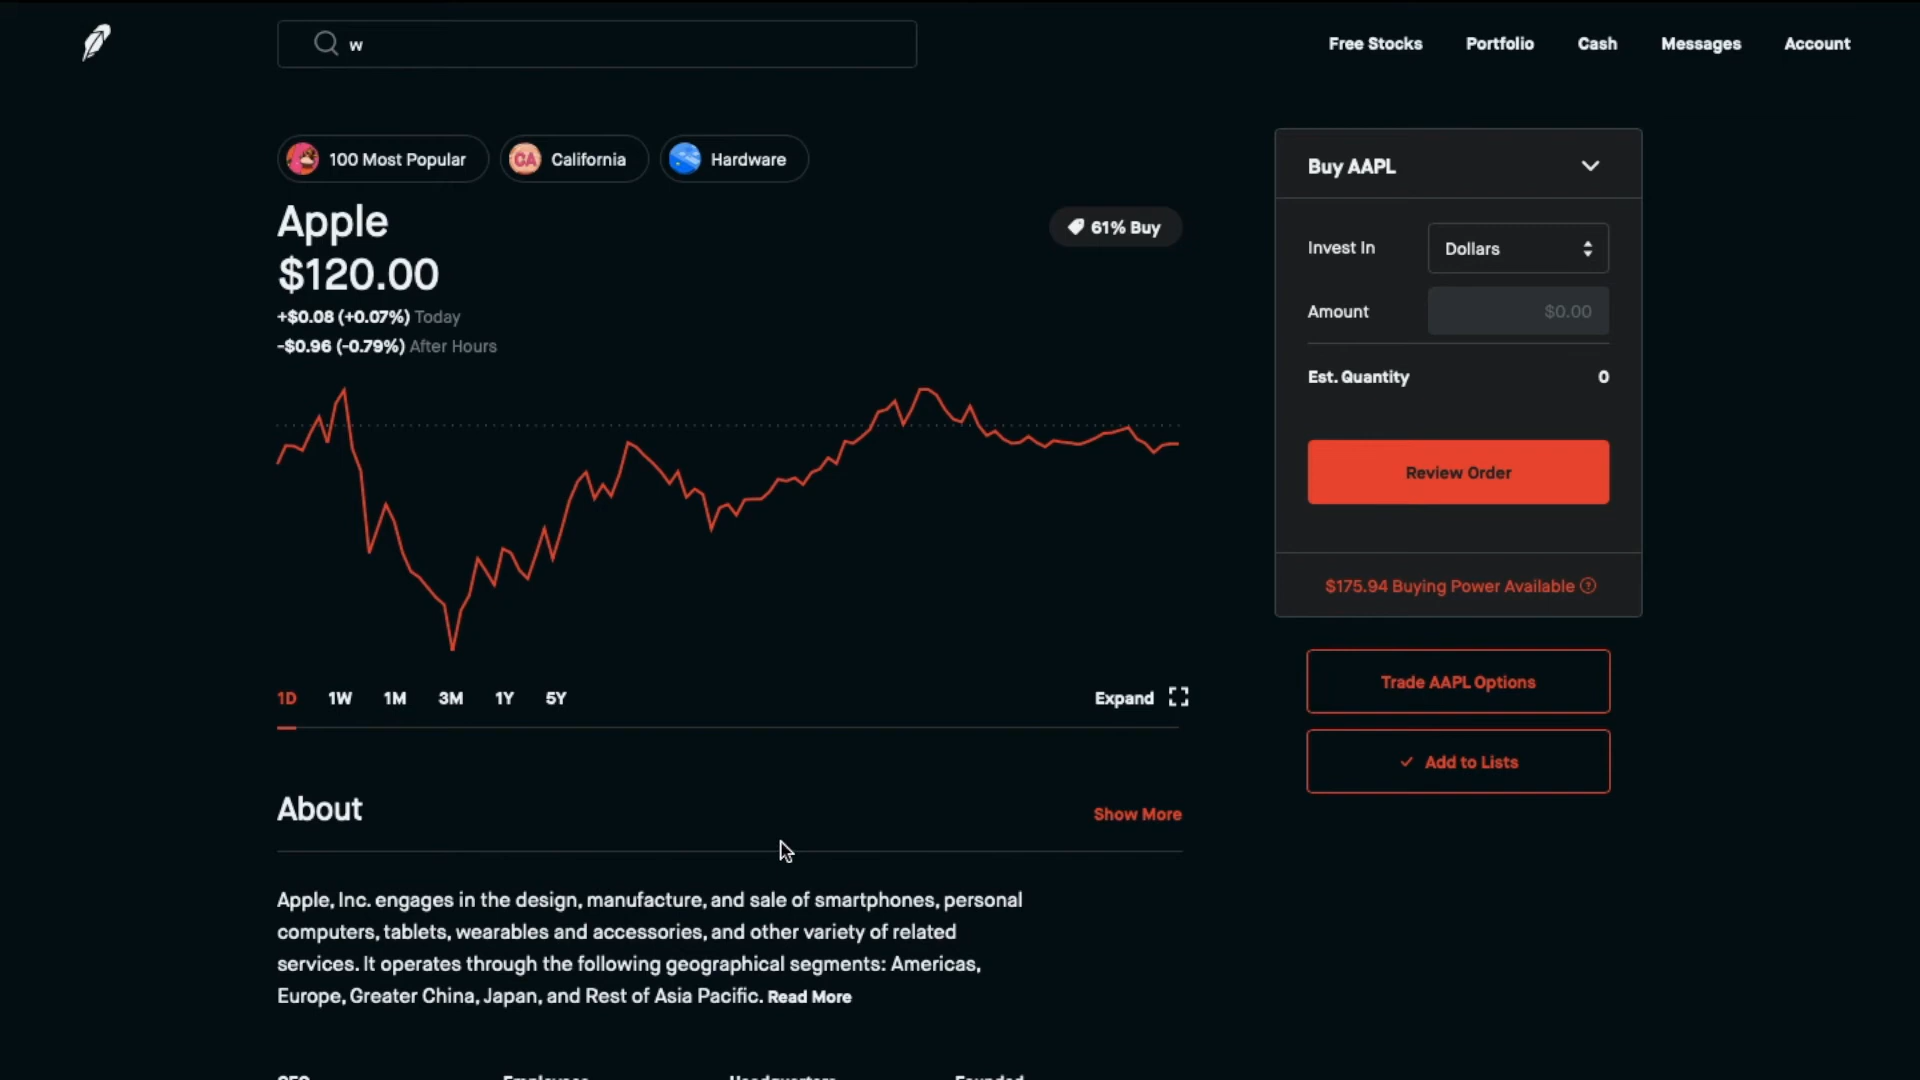 w
Free Stocks Portfolio Cash Messages Account
100 Most Popular
CA California
Hardware
Apple
$120.00
+$0.08 (+0.07%) Today
-$0.96 (-0.79%) After Hours
61% Buy
Buy AAPL
Invest In Dollars
Amount $0.00
Est. Quantity 0
Review Order
$175.94 Buying Power Available ?
Trade AAPL Options
✓ Add to Lists
1D 1W 1M 3M 1Y 5Y
Expand
About
Show More
Apple, Inc. engages in the design, manufacture, and sale of smartphones, personal
computers, tablets, wearables and accessories, and other variety of related
services. It operates through the following geographical segments: Americas,
Europe, Greater China, Japan, and Rest of Asia Pacific. Read More
CEO Employees Headquarters Founded